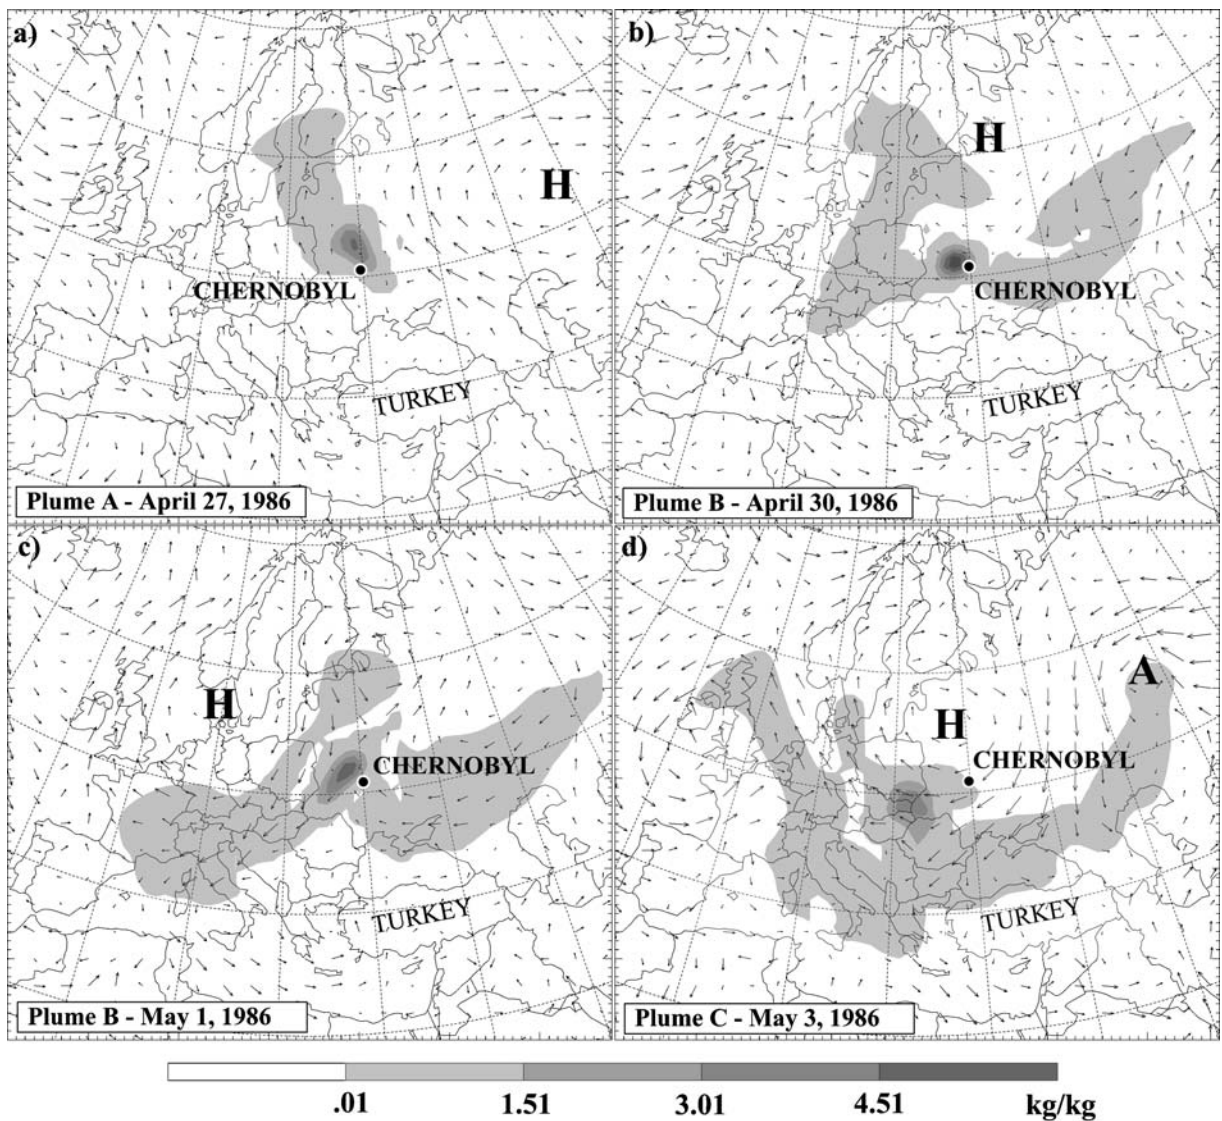 a)
H
CHERNOBYL
TURKEY
Plume A - April 27, 1986
b)
H
CHERNOBYL
TURKEY
Plume B - April 30, 1986
c)
H
CHERNOBYL
TURKEY
Plume B - May 1, 1986
d)
A
H
CHERNOBYL
TURKEY
Plume C - May 3, 1986
.01 1.51 3.01 4.51 kg/kg